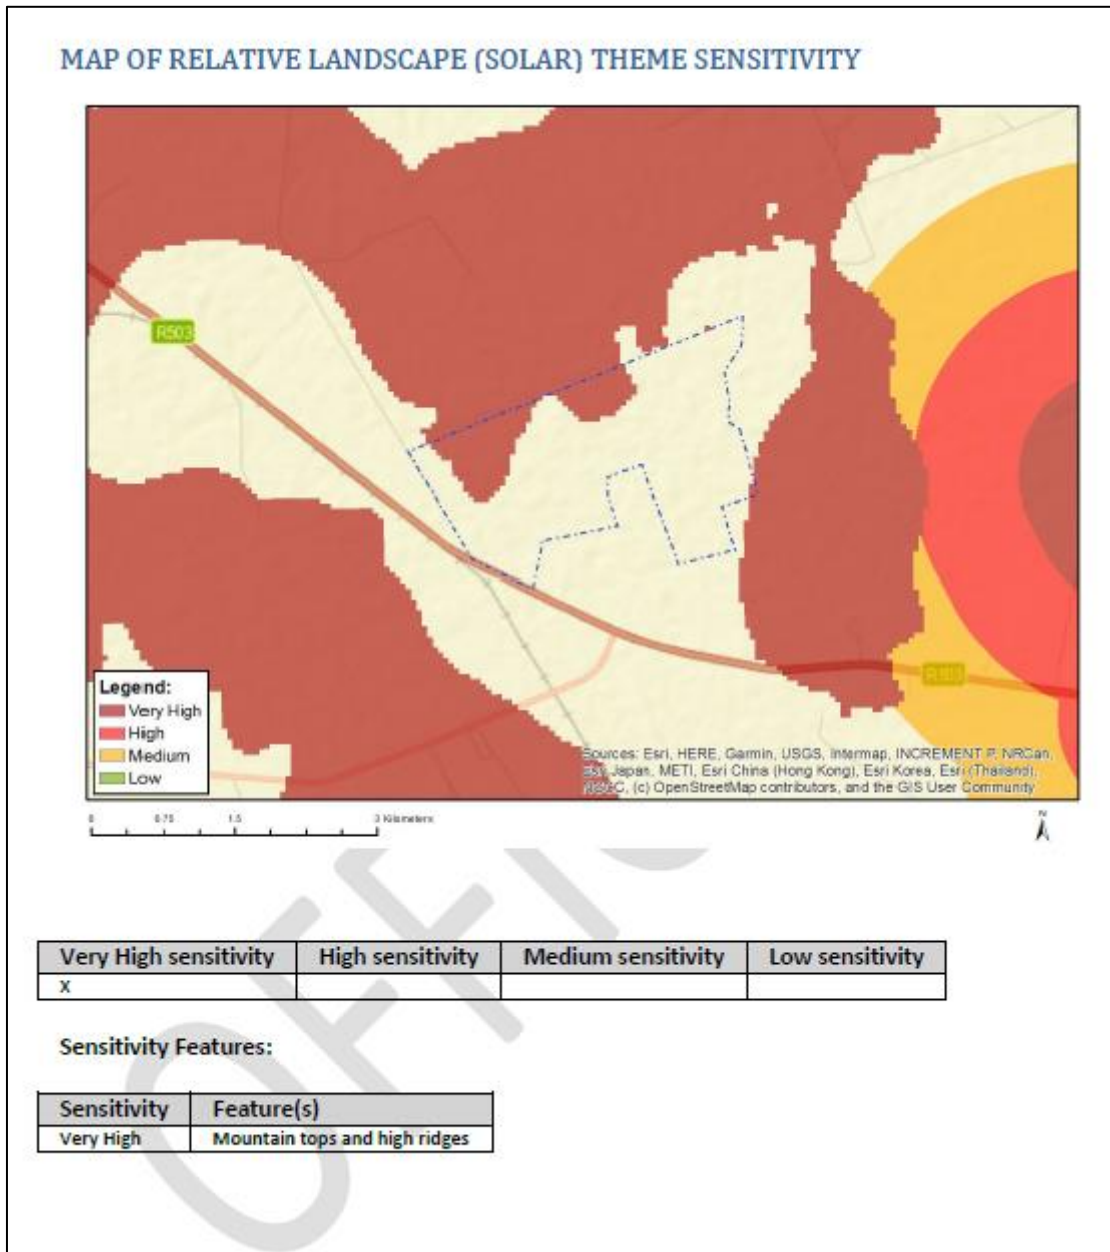 MAP OF RELATIVE LANDSCAPE (SOLAR) THEME SENSITIVITY
R503
Legend:
Very High
High
Medium
Low
Sources: Esri, HERE, Garmin, USGS, Intermap, INCREMENT P, NRCan,
Esri Japan, METI, Esri China (Hong Kong), Esri Korea, Esri (Thailand),
NGCC, (c) OpenStreetMap contributors, and the GIS User Community
0 0.75 1.5 3 Kilometers
N
Very High sensitivity High sensitivity Medium sensitivity Low sensitivity
X
Sensitivity Features:
Sensitivity Feature(s)
Very High Mountain tops and high ridges